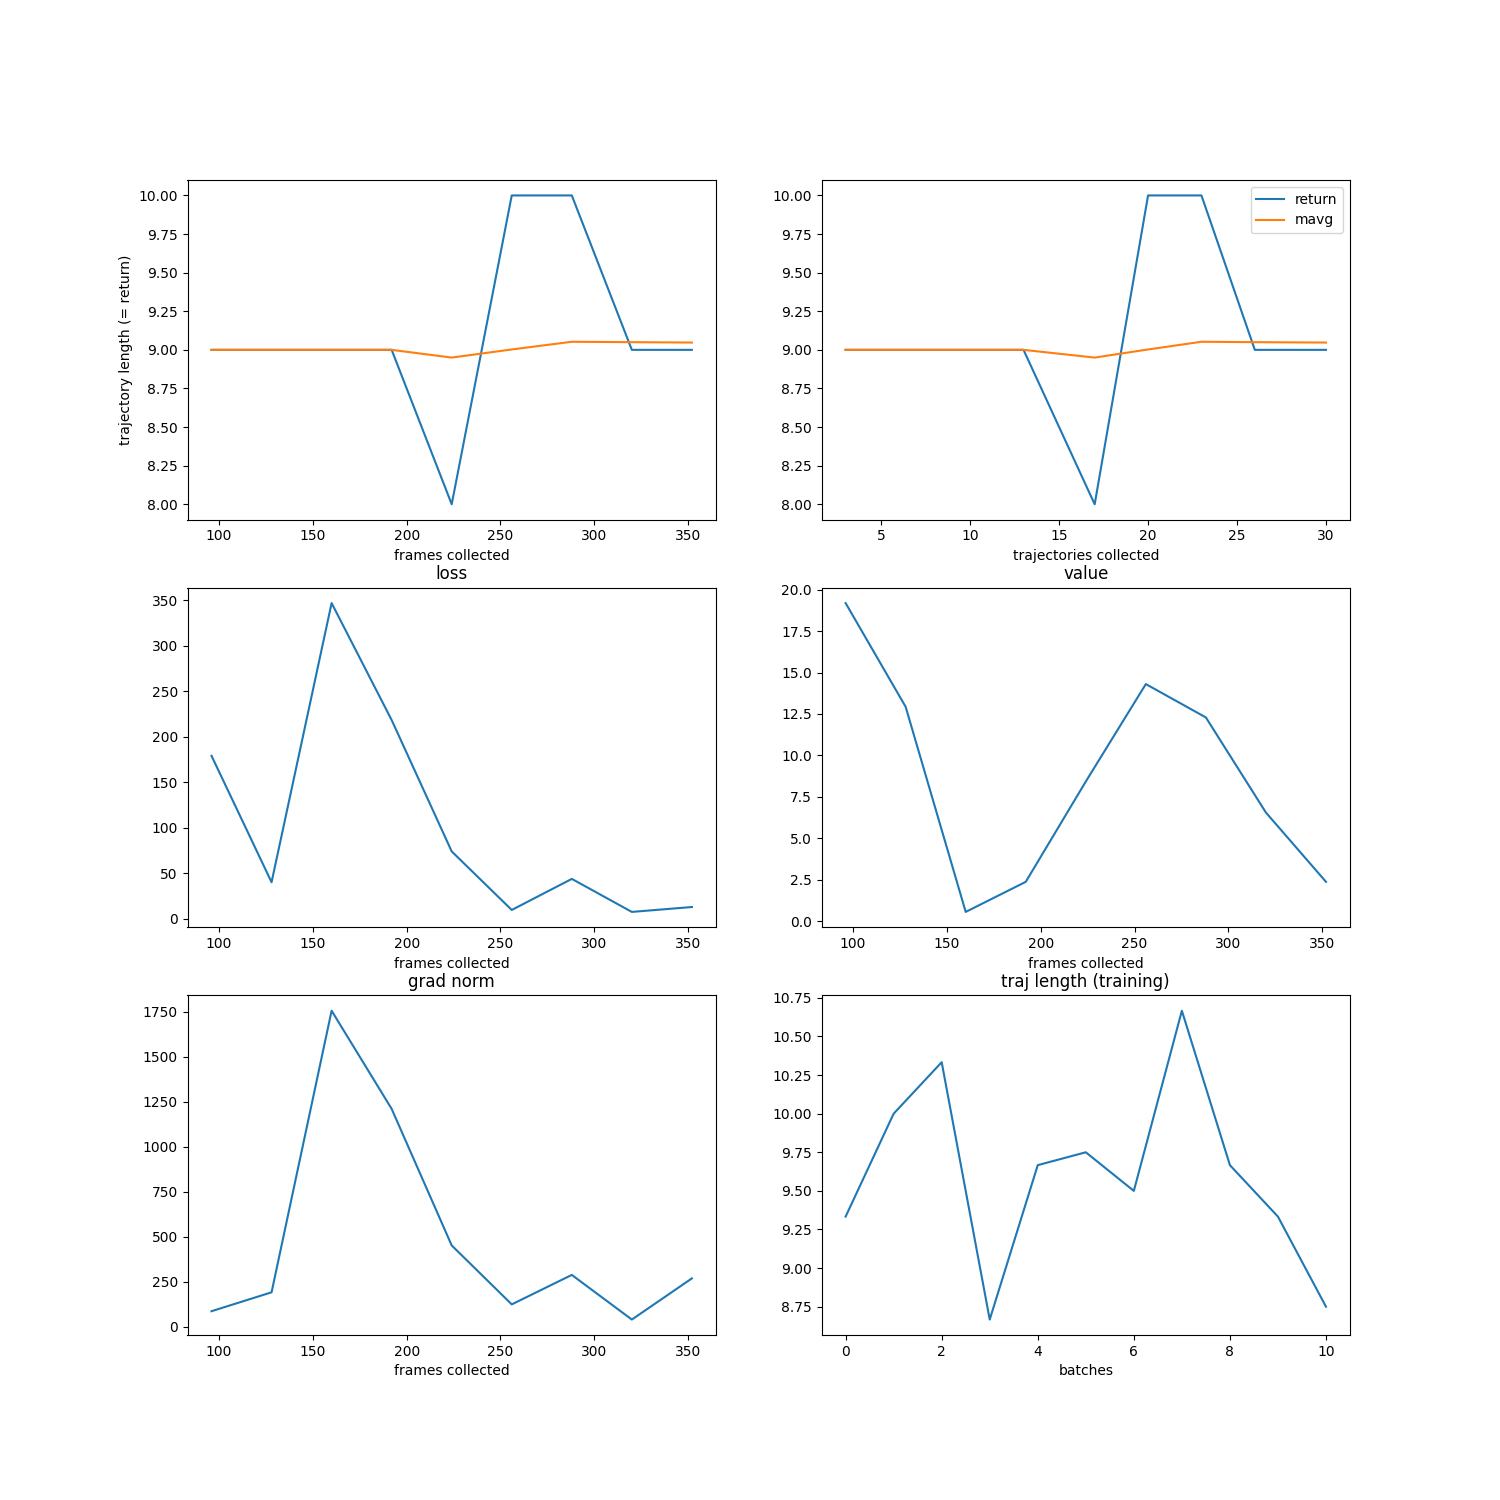 trajectory length (= return)
10.00
9.75
9.50
9.25
9.00
8.75
8.50
8.25
8.00
100 150 200 250 300 350
frames collected
10.00
9.75
9.50
9.25
9.00
8.75
8.50
8.25
8.00
return
mavg
5 10 15 20 25 30
trajectories collected
loss
350
300
250
200
150
100
50
0
100 150 200 250 300 350
frames collected
value
20.0
17.5
15.0
12.5
10.0
7.5
5.0
2.5
0.0
100 150 200 250 300 350
frames collected
grad norm
1750
1500
1250
1000
750
500
250
0
100 150 200 250 300 350
frames collected
traj length (training)
10.75
10.50
10.25
10.00
9.75
9.50
9.25
9.00
8.75
0 2 4 6 8 10
batches